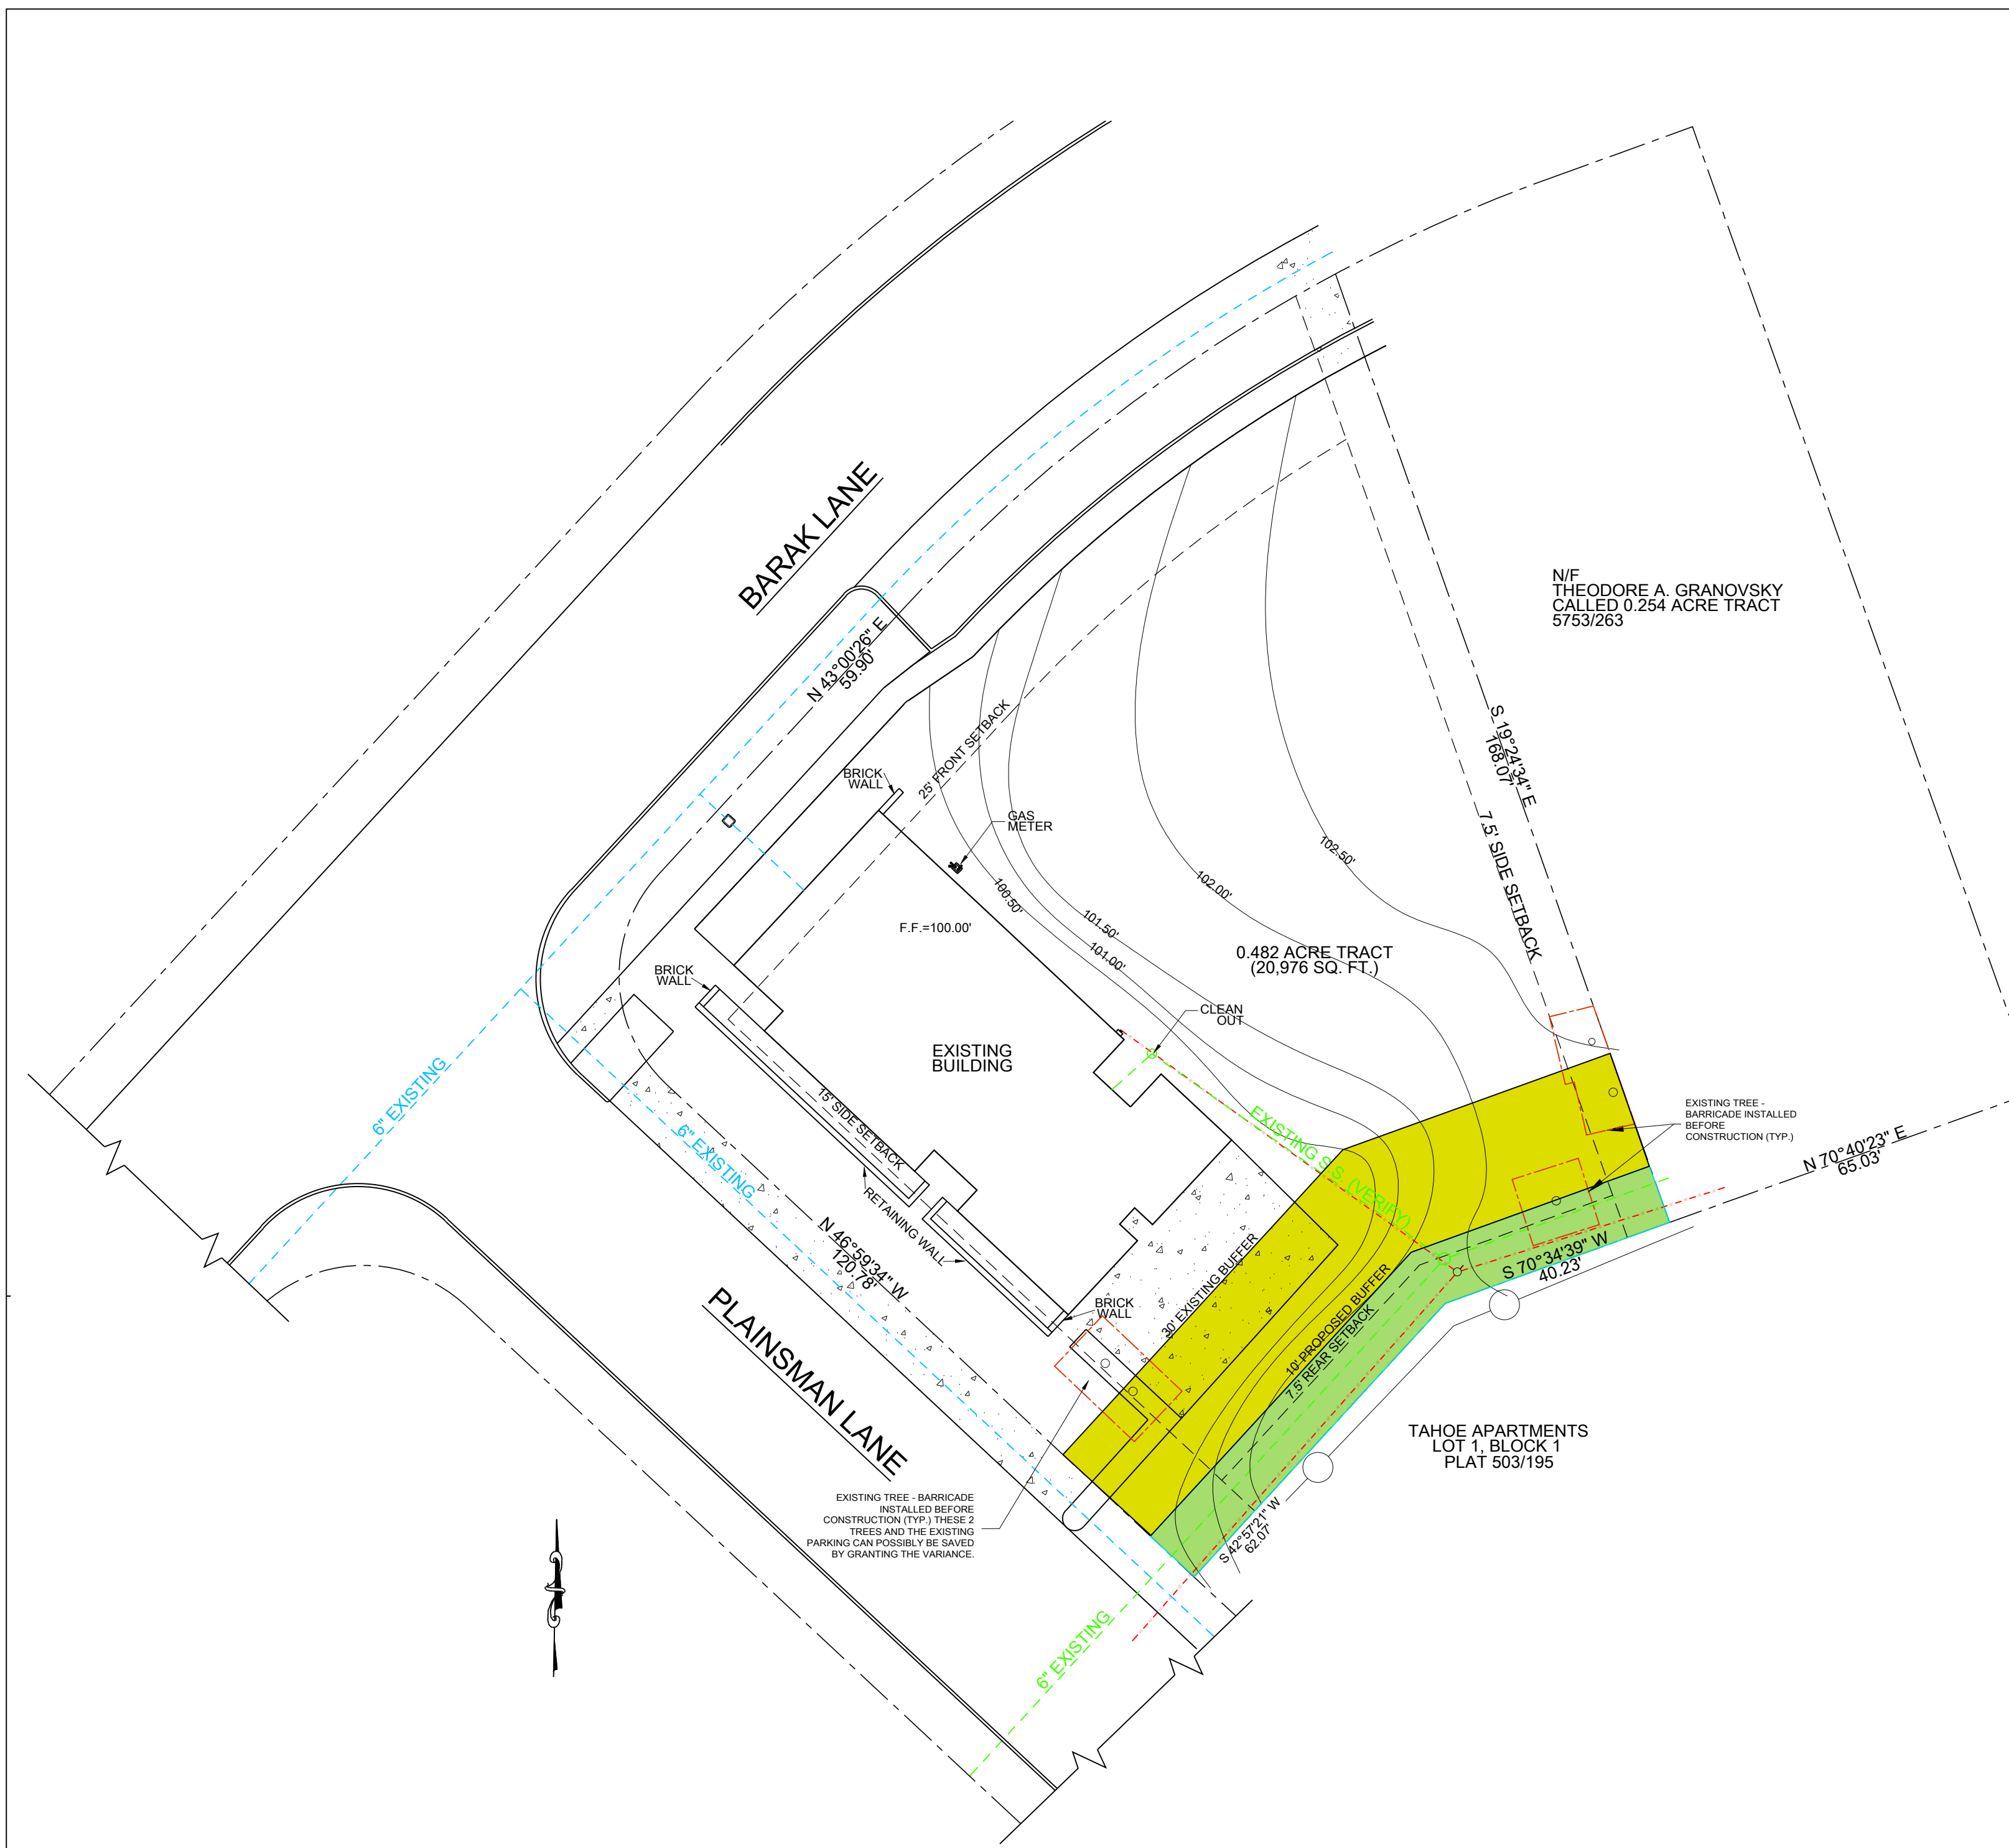 BARAK LANE
N 43°00'26" E
59.90'
25' FRONT SETBACK
BRICK
WALL
GAS
METER
N/F
THEODORE A. GRANOVSKY
CALLED 0.254 ACRE TRACT
5753/263
S 19°24'34" E
168.07'
7.5' SIDE SETBACK
102.50'
102.00'
100.50'
101.50'
101.00'
F.F.=100.00'
0.482 ACRE TRACT
(20,976 SQ. FT.)
BRICK
WALL
CLEAN
OUT
EXISTING
BUILDING
6" EXISTING
6" EXISTING
15' SIDE SETBACK
RETAINING WALL
EXISTING S.S. (VERIFY)
EXISTING TREE -
BARRICADE INSTALLED
BEFORE
CONSTRUCTION (TYP.)
N 70°40'23" E
65.03'
N 46°59'34" W
120.78'
30' EXISTING BUFFER
BRICK
WALL
S 70°34'39" W
40.23'
10' PROPOSED BUFFER
7.5' REAR SETBACK
PLAINSMAN LANE
TAHOE APARTMENTS
LOT 1, BLOCK 1
PLAT 503/195
EXISTING TREE - BARRICADE
INSTALLED BEFORE
CONSTRUCTION (TYP.) THESE 2
TREES AND THE EXISTING
PARKING CAN POSSIBLY BE SAVED
BY GRANTING THE VARIANCE.
S 42°57'21" W
62.07'
6" EXISTING